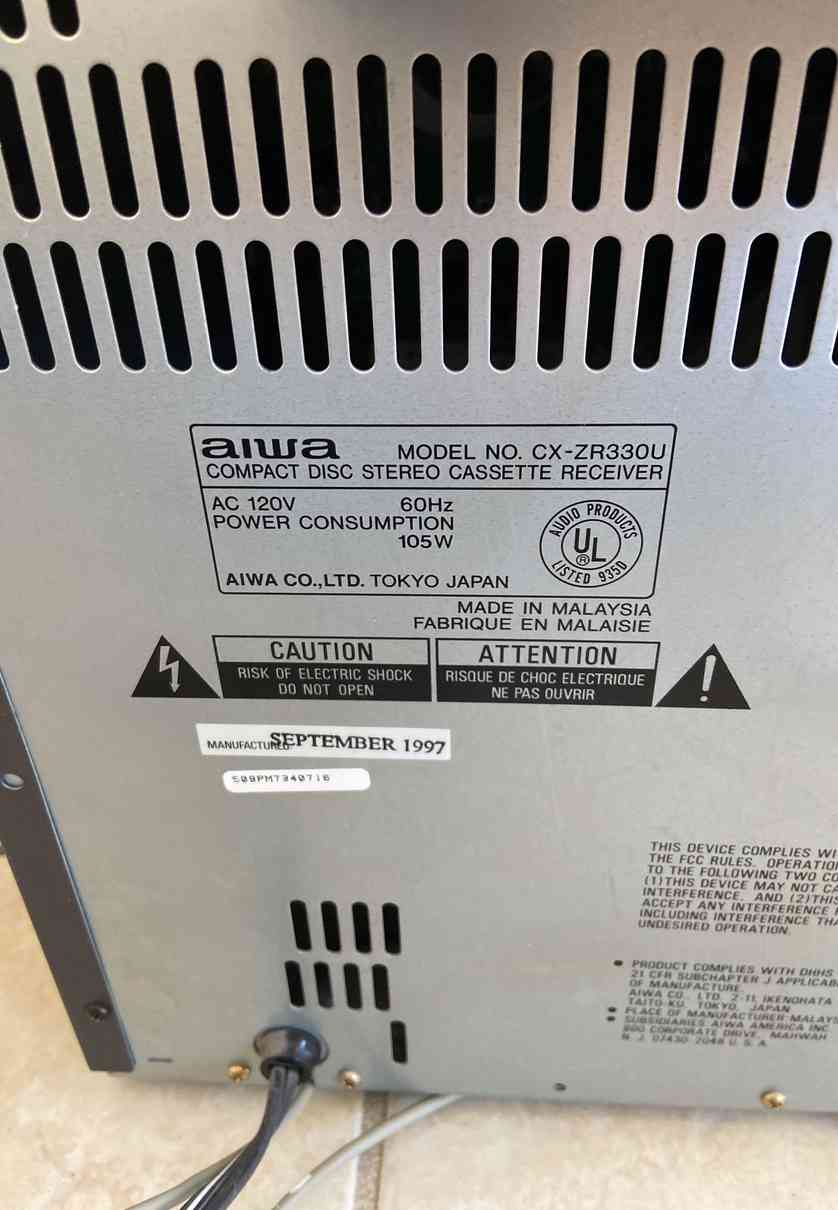 aiwa MODEL NO. CX-ZR330U
COMPACT DISC STEREO CASSETTE RECEIVER
AC 120V 60Hz
POWER CONSUMPTION
105W
AUDIO PRODUCTS
UL
®
LISTED 935D
AIWA CO.,LTD. TOKYO JAPAN
MADE IN MALAYSIA
FABRIQUE EN MALAISIE
CAUTION
RISK OF ELECTRIC SHOCK
DO NOT OPEN
ATTENTION
RISQUE DE CHOC ELECTRIQUE
NE PAS OUVRIR
MANUFACTURED SEPTEMBER 1997
S09PM7340716
THIS DEVICE COMPLIES WI
THE FCC RULES. OPERATIO
TO THE FOLLOWING TWO CO
(1)THIS DEVICE MAY NOT CA
INTERFERENCE, AND (2)THIS
ACCEPT ANY INTERFERENCE
INCLUDING INTERFERENCE THA
UNDESIRED OPERATION.
● PRODUCT COMPLIES WITH DHHS
21 CFR SUBCHAPTER J APPLICAB
OF MANUFACTURE.
AIWA CO., LTD. 2-11, IKENOHATA
TAITO-KU, TOKYO, JAPAN
● PLACE OF MANUFACTURER:MALAYS
● SUBSIDIARIES AIWA AMERICA INC.
800 CORPORATE DRIVE, MAHWAH
N. J. 07430-2048 U. S. A.